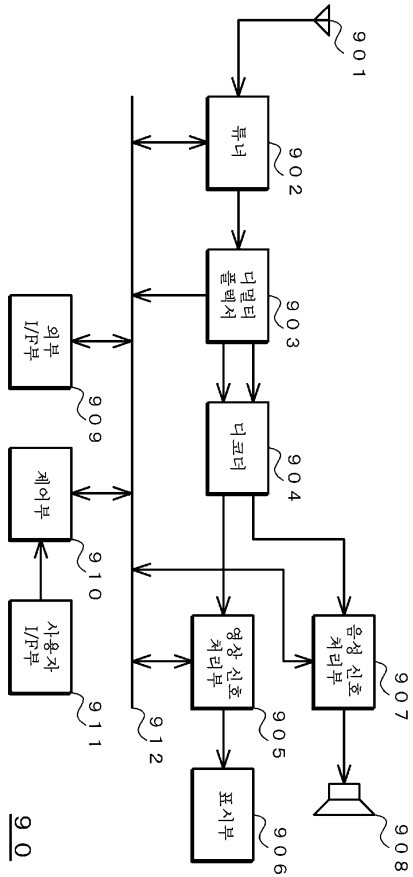 901
튜너
902
디멀티
플렉서
903
디코더
904
음성 신호
처리부
907
908
영상 신호
처리부
905
표시부
906
912
외부
I/F부
909
제어부
910
사용자
I/F부
911
90